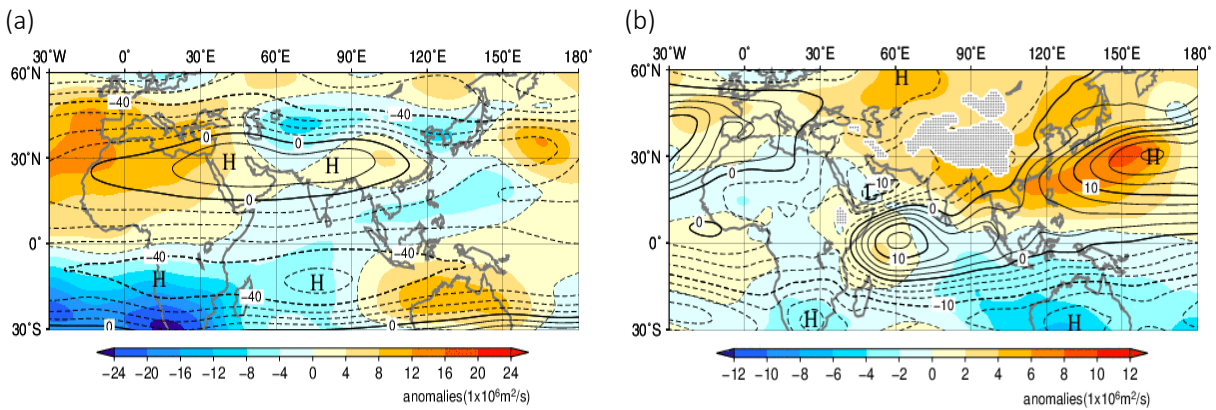 (a)
(b)
30˚W 0˚ 30˚E 60˚E 90˚E 120˚E 150˚E 180˚
60˚N
30˚N
0˚
30˚S
-40
0
-40
0
H
H
0
-40
-40
H
H
-40
0
0
-24 -20 -16 -12 -8 -4 0 4 8 12 16 20 24
anomalies(1x10⁶m²/s)
30˚W 0˚ 30˚E 60˚E 90˚E 120˚E 150˚E 180˚
60˚N
30˚N
0˚
30˚S
H
0
H
10
L
-10
0
0
10
0
-10
H
H
-12 -10 -8 -6 -4 -2 0 2 4 6 8 10 12
anomalies(1x10⁶m²/s)